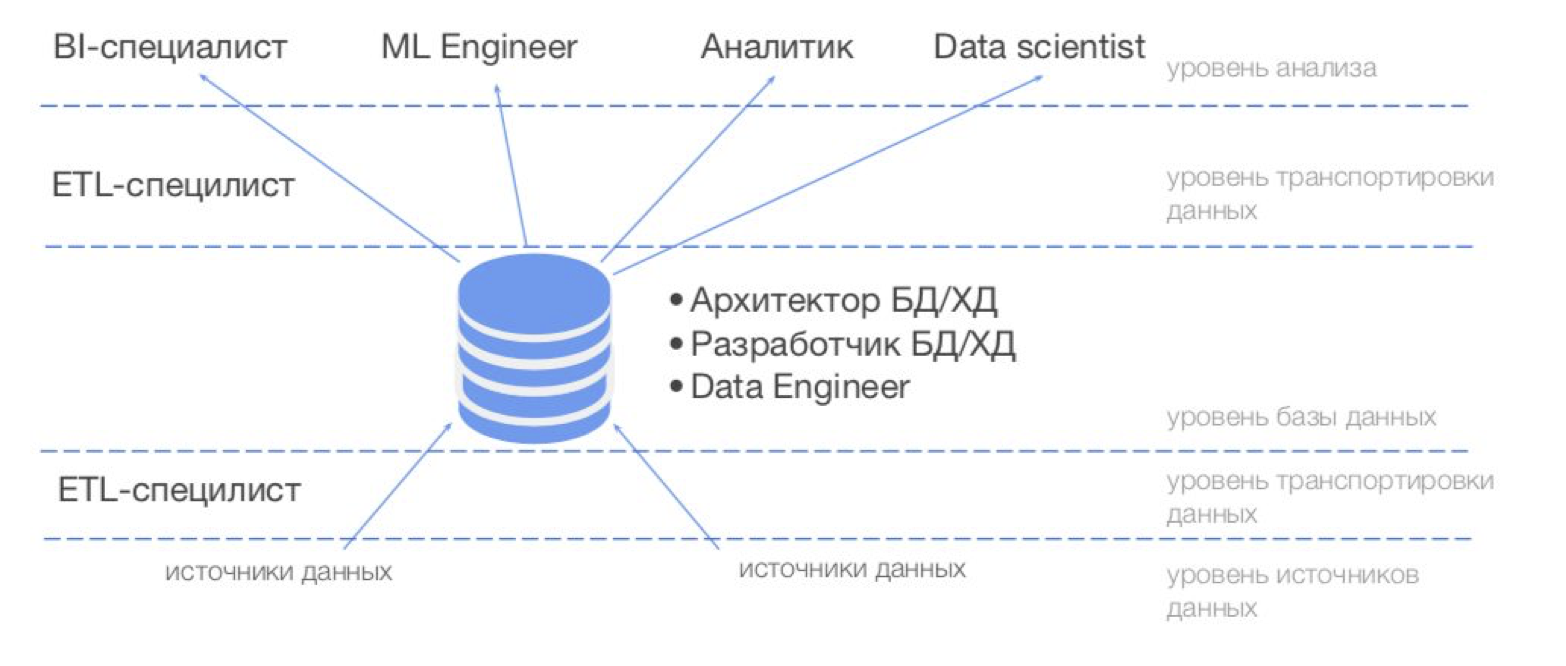 BI-специалист
ML Engineer
Аналитик
Data scientist
уровень анализа
ETL-специлист
уровень транспортировки
данных
• Архитектор БД/ХД
• Разработчик БД/ХД
• Data Engineer
уровень базы данных
ETL-специлист
уровень транспортировки
данных
источники данных
источники данных
уровень источников
данных